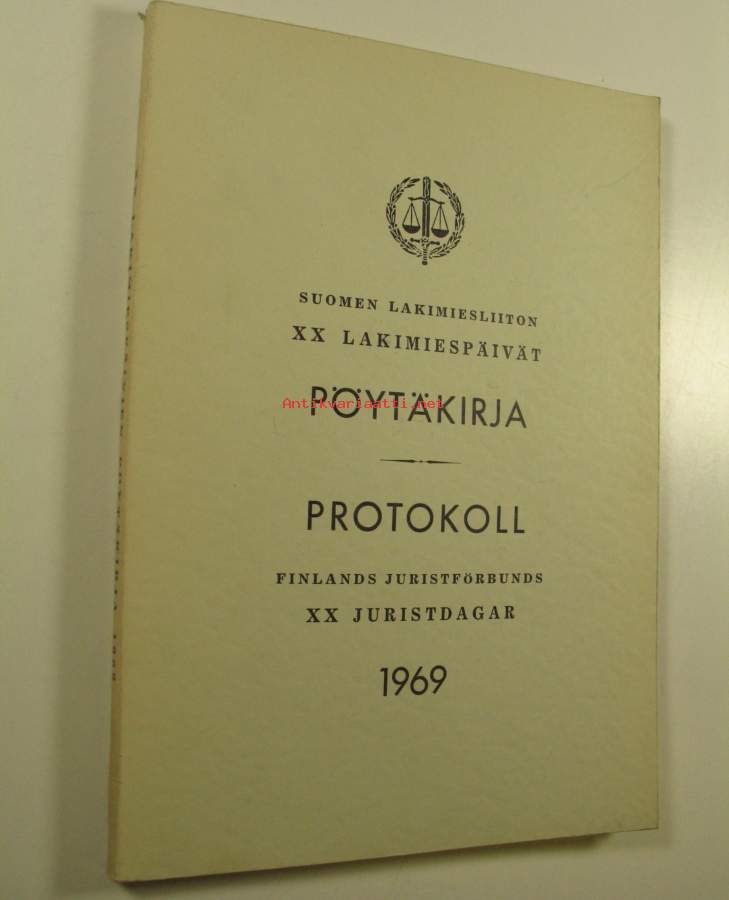 SUOMEN LAKIMIESLIITON
XX LAKIMIESPÄIVÄT
PÖYTÄKIRJA
Antikvariaatti.net
PROTOKOLL
FINLANDS JURISTFÖRBUNDS
XX JURISTDAGAR
1969